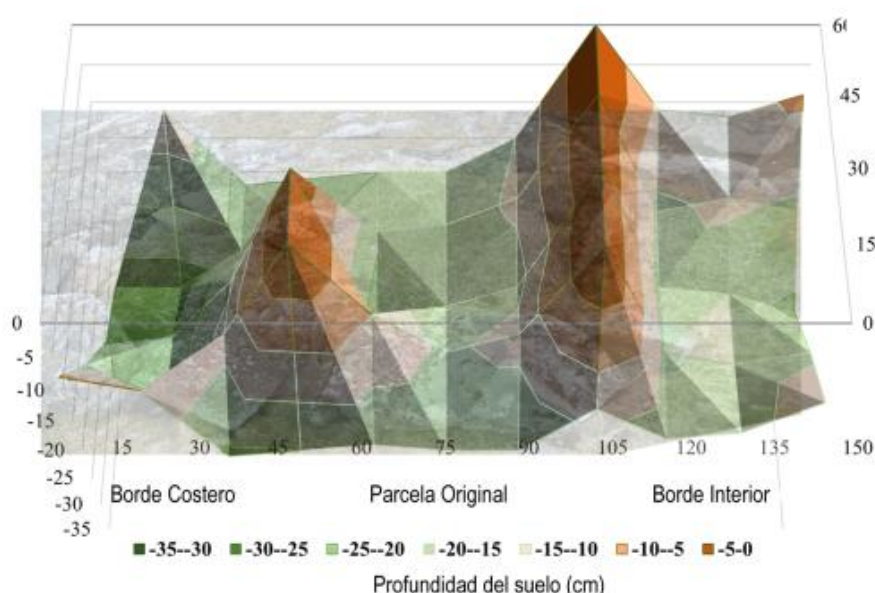 60
45
30
15
0 0
-5
-10
-15
-20 15 30 45 60 75 90 105 120 135 150
-25
-30
-35
Borde Costero Parcela Original Borde Interior
-35--30 -30--25 -25--20 -20--15 -15--10 -10--5 -5-0
Profundidad del suelo (cm)